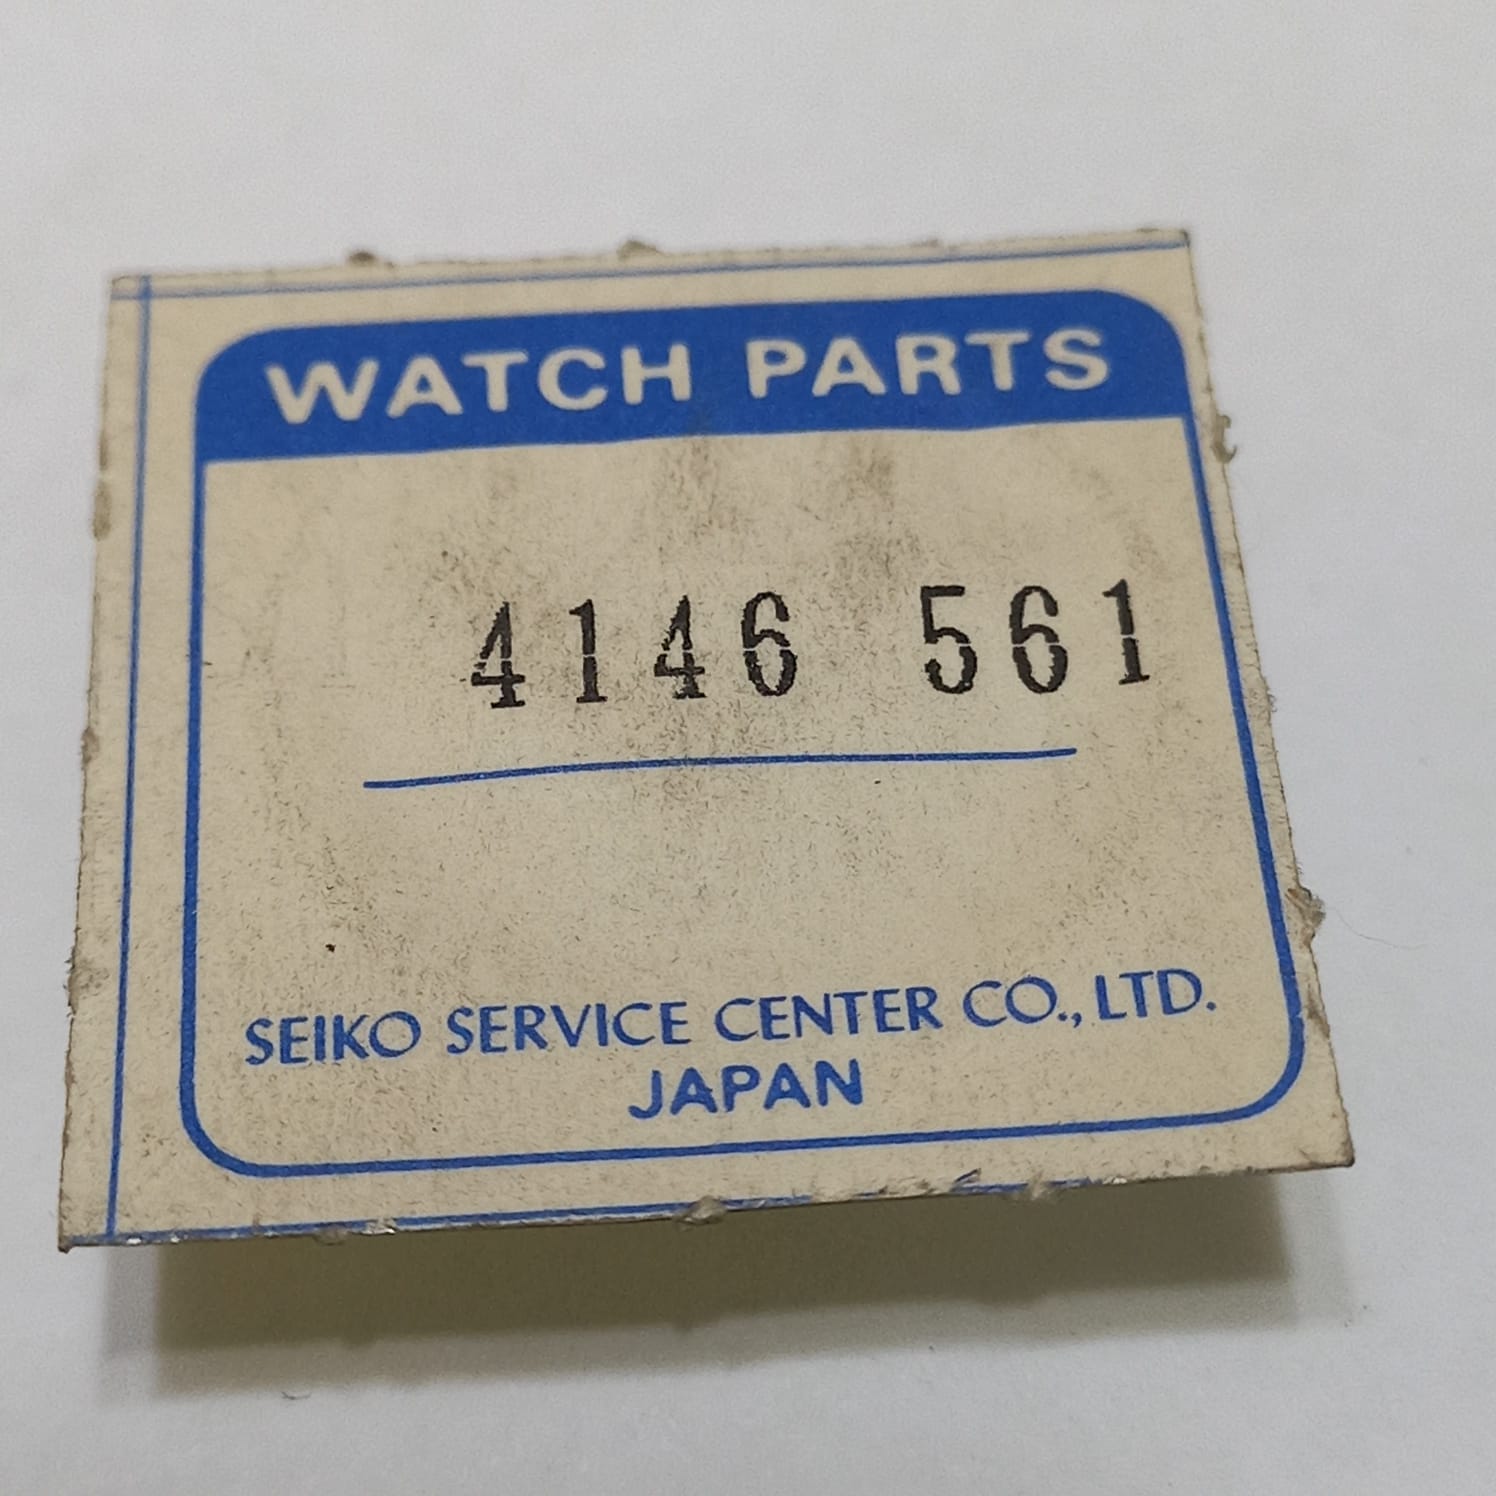 WATCH PARTS
4146 561
SEIKO SERVICE CENTER CO., LTD.
JAPAN